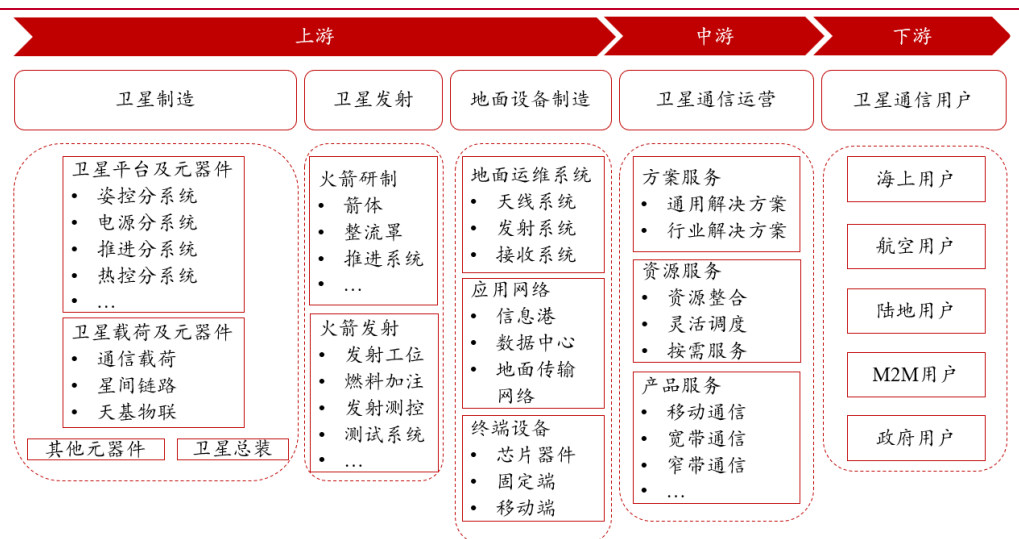 上游
中游
下游
卫星制造
卫星发射
地面设备制造
卫星通信运营
卫星通信用户
卫星平台及元器件
• 姿控分系统
• 电源分系统
• 推进分系统
• 热控分系统
• …
卫星载荷及元器件
• 通信载荷
• 星间链路
• 天基物联
其他元器件
卫星总装
火箭研制
• 箭体
• 整流罩
• 推进系统
• …
火箭发射
• 发射工位
• 燃料加注
• 发射测控
• 测试系统
• …
地面运维系统
• 天线系统
• 发射系统
• 接收系统
应用网络
• 信息港
• 数据中心
• 地面传输
网络
终端设备
• 芯片器件
• 固定端
• 移动端
方案服务
• 通用解决方案
• 行业解决方案
资源服务
• 资源整合
• 灵活调度
• 按需服务
产品服务
• 移动通信
• 宽带通信
• 窄带通信
• …
海上用户
航空用户
陆地用户
M2M用户
政府用户